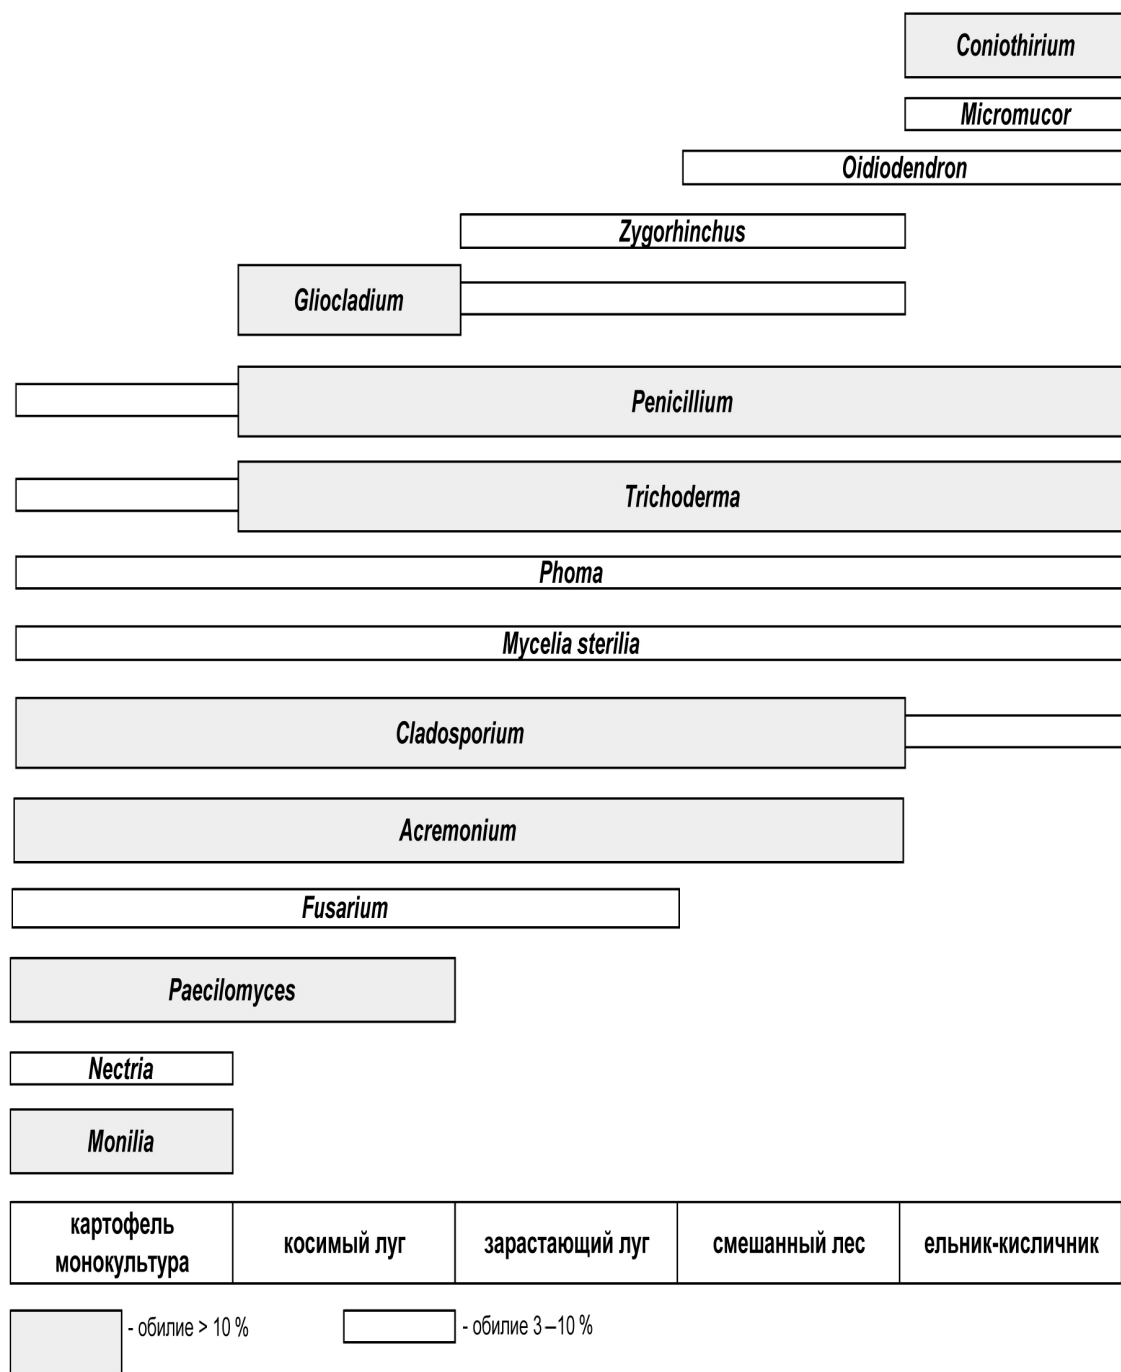 Coniothirium
Micromucor
Oidiodendron
Zygorhinchus
Gliocladium
Penicillium
Trichoderma
Phoma
Mycelia sterilia
Cladosporium
Acremonium
Fusarium
Paecilomyces
Nectria
Monilia
картофель
монокультура
косимый луг
зарастающий луг
смешанный лес
ельник-кисличник
- обилие > 10 %
- обилие 3–10 %